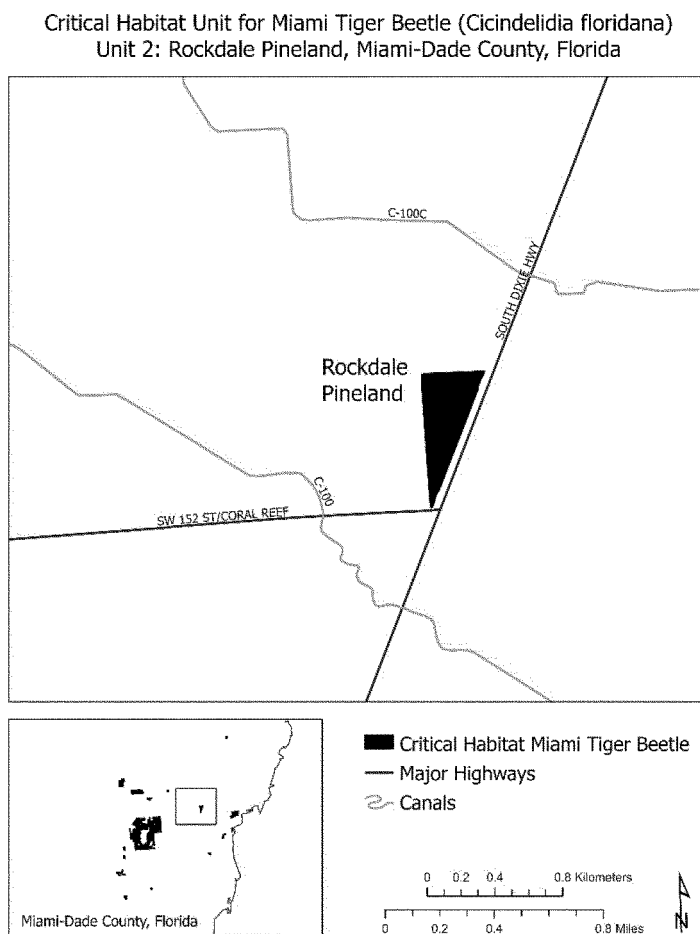 Critical Habitat Unit for Miami Tiger Beetle (Cicindelidia floridana)
Unit 2: Rockdale Pineland, Miami-Dade County, Florida
C-100C
SOUTH DIXIE HWY
Rockdale
Pineland
C-100
SW 152 ST/CORAL REEF
Critical Habitat Miami Tiger Beetle
Major Highways
Canals
0 0.2 0.4 0.8 Kilometers
0 0.2 0.4 0.8 Miles
N
Miami-Dade County, Florida